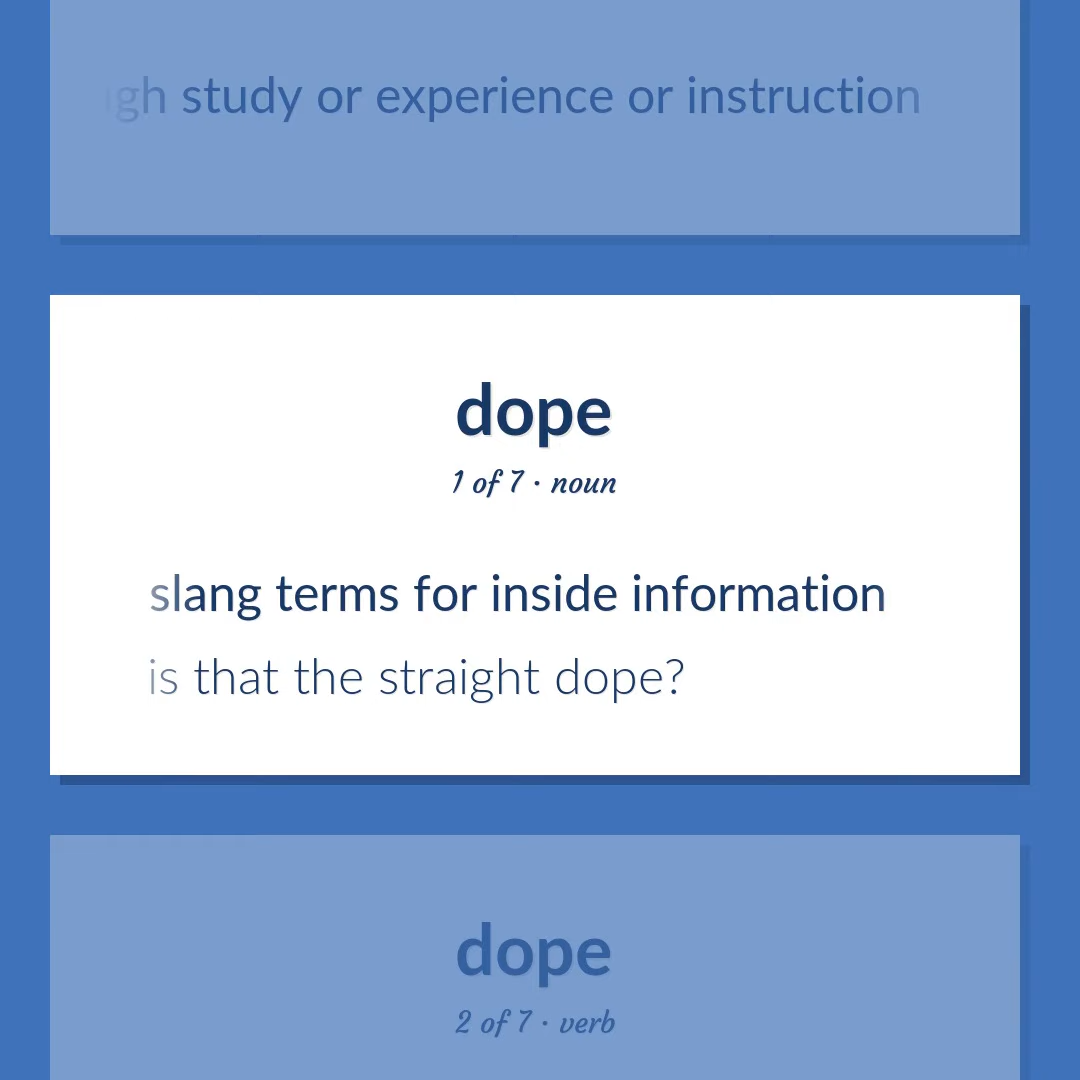 study or experience or instruction
dope
1 of 7 · noun
slang terms for inside information
is that the straight dope?
dope
2 of 7 · verb